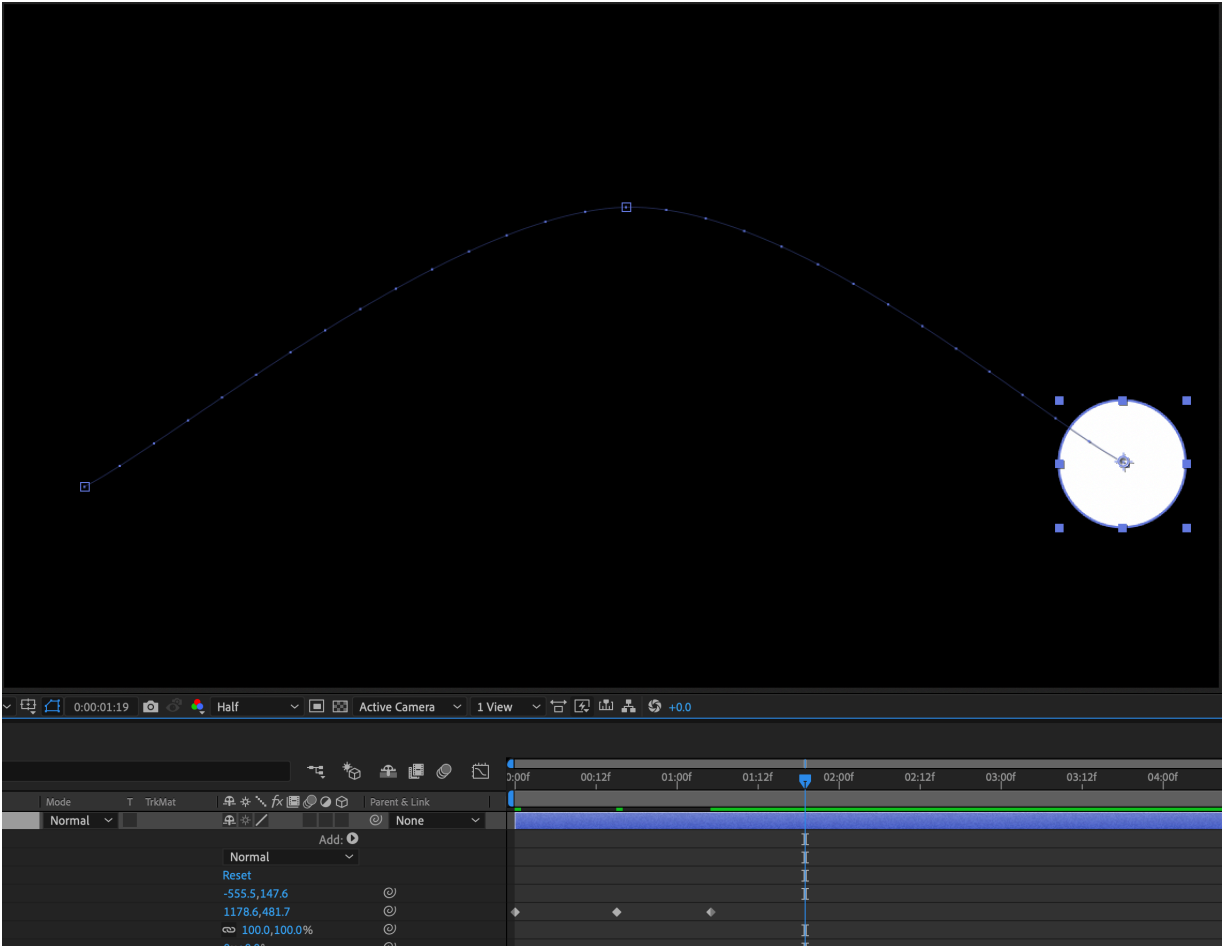 0:00:01:19 Half Active Camera 1 View +0.0
0:00f 00:12f 01:00f 01:12f 02:00f 02:12f 03:00f 03:12f 04:00f
Mode T TrkMat fx Parent & Link
Normal None
Add:
Normal
Reset
-555.5,147.6
1178.6,481.7
100.0,100.0%